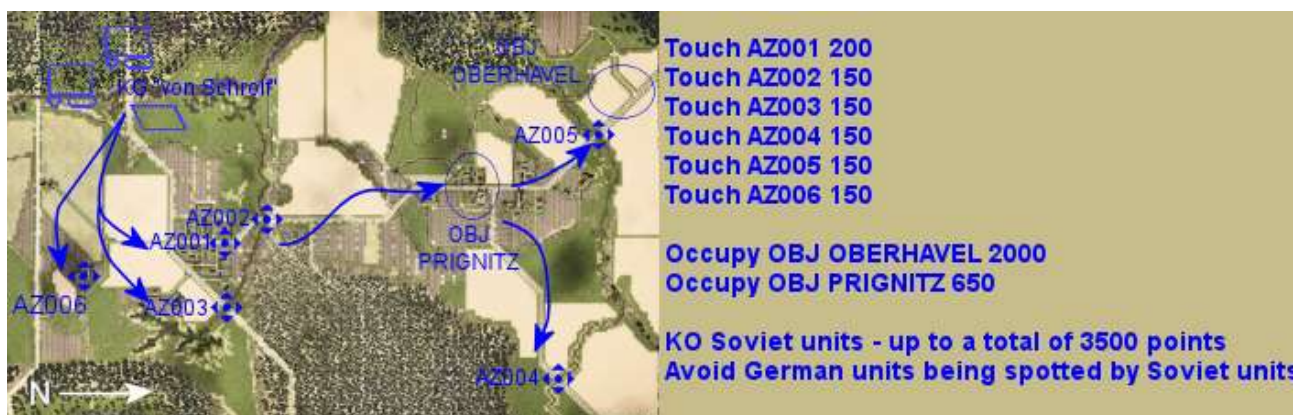 OBJ
OBERHAVEL
KG "von Schrolf"
AZ005
AZ002
AZ001
OBJ
PRIGNITZ
AZ006
AZ003
AZ004
N
Touch AZ001 200
Touch AZ002 150
Touch AZ003 150
Touch AZ004 150
Touch AZ005 150
Touch AZ006 150
Occupy OBJ OBERHAVEL 2000
Occupy OBJ PRIGNITZ 650
KO Soviet units - up to a total of 3500 points
Avoid German units being spotted by Soviet units